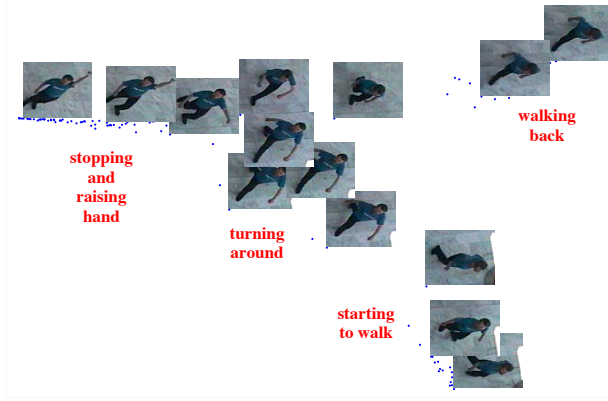 walking
back
stopping
and
raising
hand
turning
around
starting
to walk